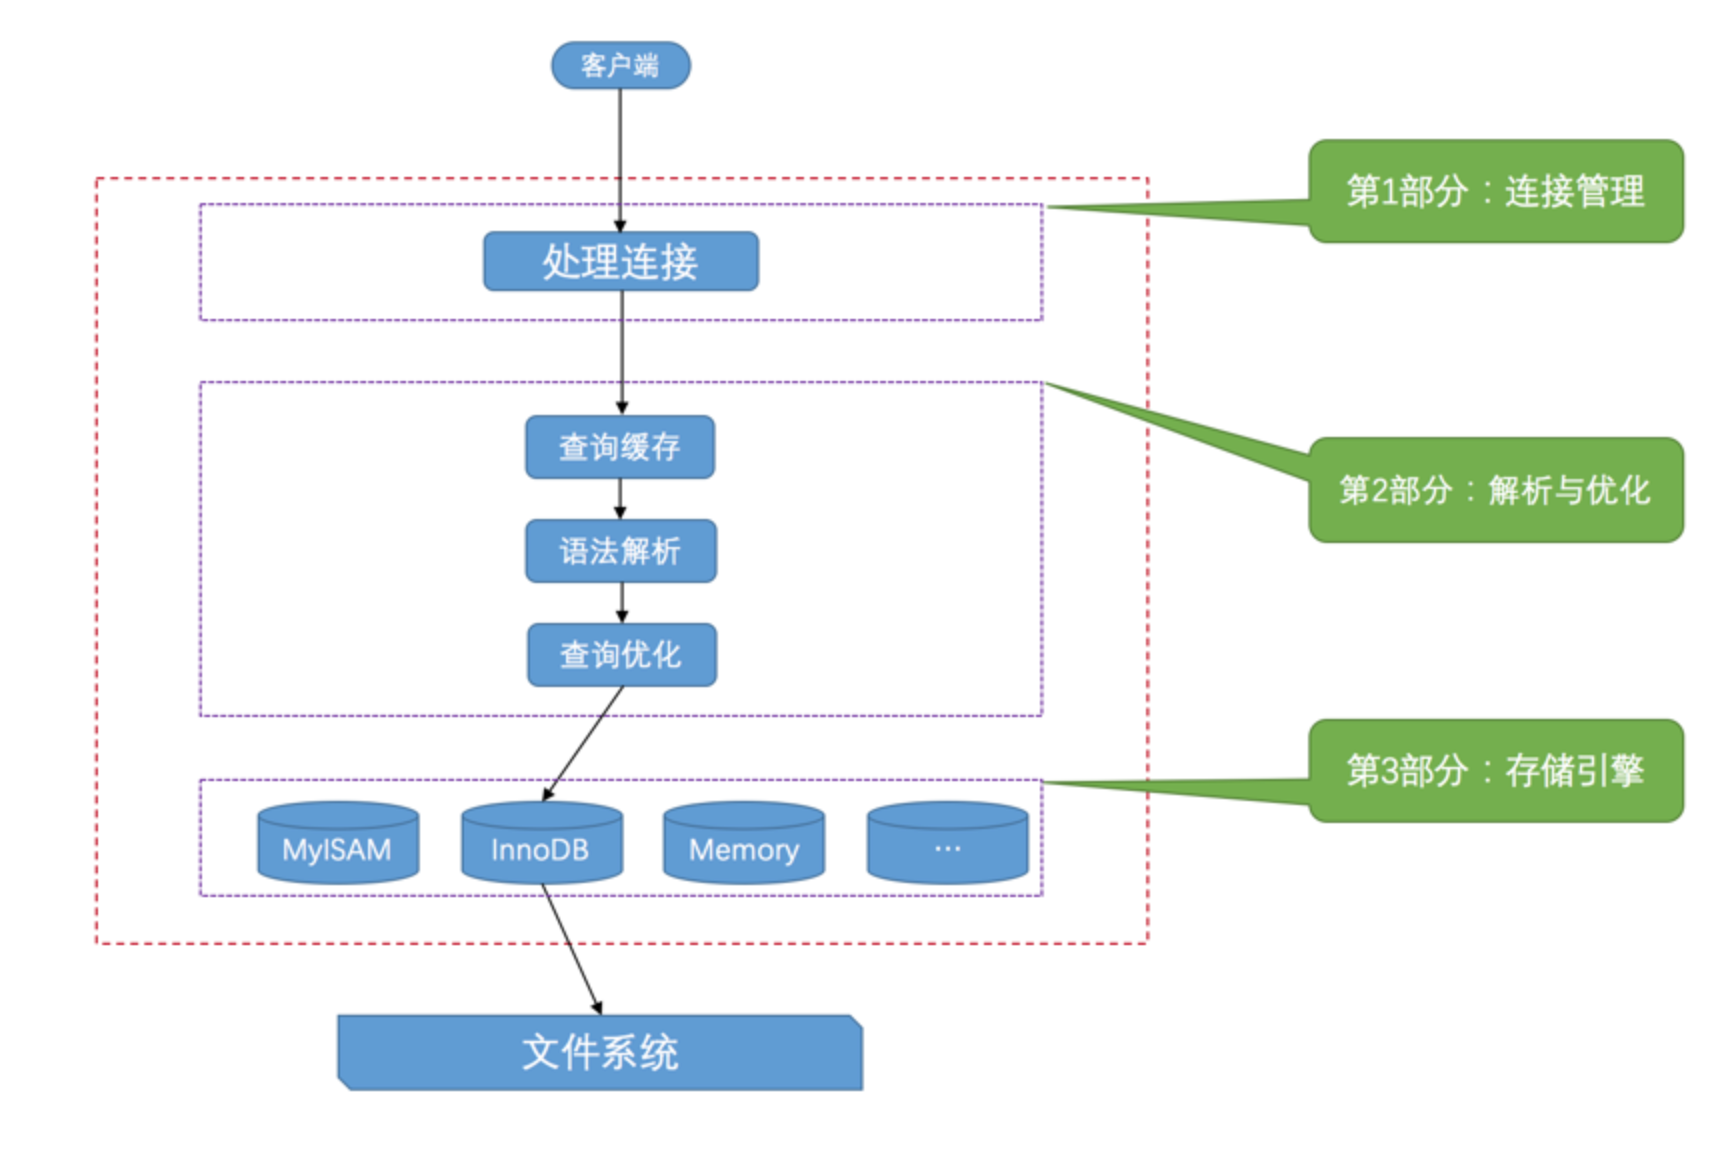 客户端
第1部分：连接管理
处理连接
查询缓存
第2部分：解析与优化
语法解析
查询优化
第3部分：存储引擎
MyISAM
InnoDB
Memory
...
文件系统